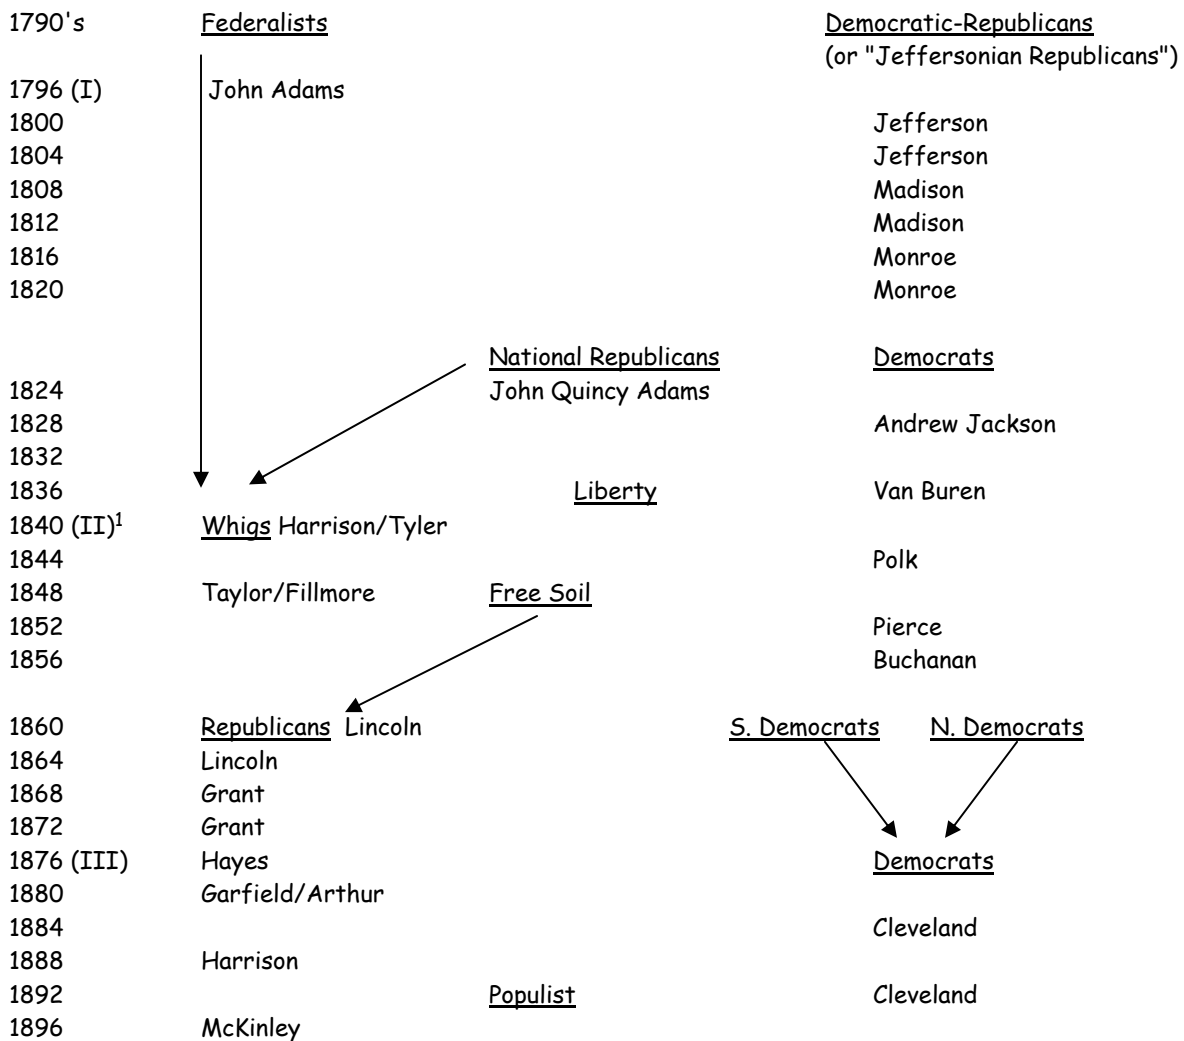 1790's Federalists Democratic-Republicans
(or "Jeffersonian Republicans")
1796 (I) John Adams
1800 Jefferson
1804 Jefferson
1808 Madison
1812 Madison
1816 Monroe
1820 Monroe
National Republicans Democrats
1824 John Quincy Adams
1828 Andrew Jackson
1832
1836 Liberty Van Buren
1840 (II)1 Whigs Harrison/Tyler
1844 Polk
1848 Taylor/Fillmore Free Soil
1852 Pierce
1856 Buchanan
1860 Republicans Lincoln S. Democrats N. Democrats
1864 Lincoln
1868 Grant
1872 Grant
1876 (III) Hayes Democrats
1880 Garfield/Arthur
1884 Cleveland
1888 Harrison
1892 Populist Cleveland
1896 McKinley